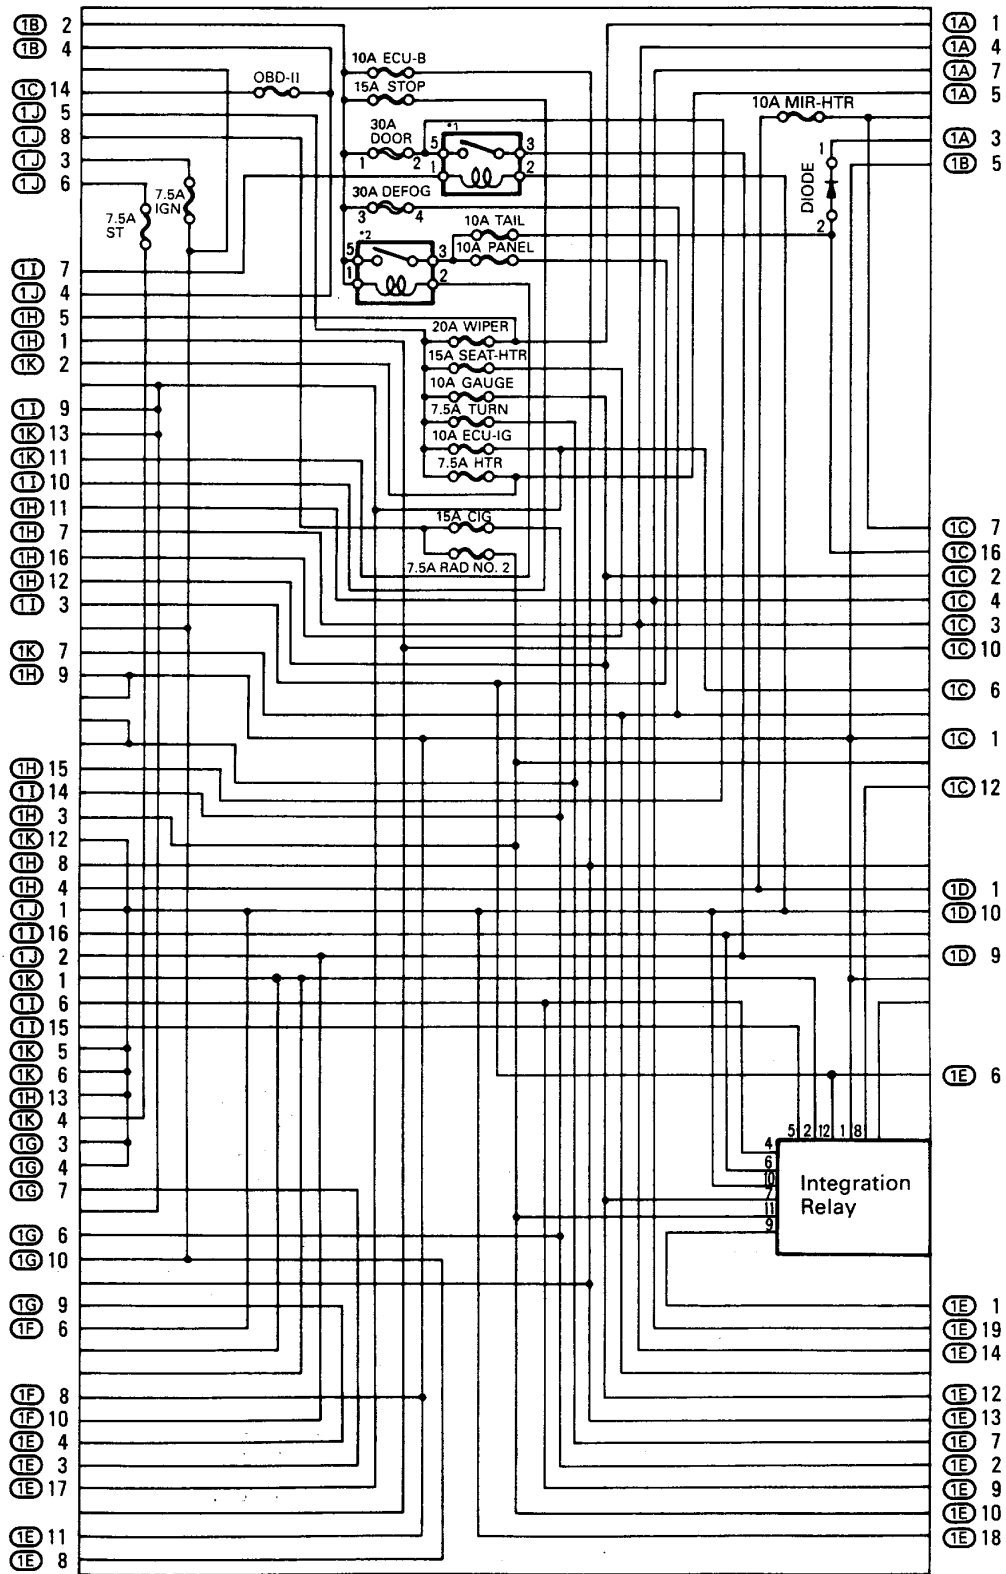 1B 2
1B 4
1C 14
1J 5
1J 8
1J 3
1J 6
1I 7
1J 4
1H 5
1H 1
1K 2
1I 9
1K 13
1K 11
1I 10
1H 11
1H 7
1H 16
1H 12
1I 3
1K 7
1H 9
1H 15
1I 14
1H 3
1K 12
1H 8
1H 4
1J 1
1I 16
1J 2
1K 1
1I 6
1I 15
1K 5
1K 6
1H 13
1K 4
1G 3
1G 4
1G 7
1G 6
1G 10
1G 9
1F 6
1F 8
1F 10
1E 4
1E 3
1E 17
1E 11
1E 8
OBD-II
7.5A
IGN
7.5A
ST
10A ECU-B
15A STOP
30A
DOOR
1 2
*1
5 3
1 2
30A DEFOG
3 4
*2
5 3
1 2
10A TAIL
10A PANEL
20A WIPER
15A SEAT-HTR
10A GAUGE
7.5A TURN
10A ECU-IG
7.5A HTR
15A CIG
7.5A RAD NO. 2
10A MIR-HTR
1
DIODE
2
5 2 12 1 8
4
6
10
7
11
9
Integration
Relay
1A 1
1A 4
1A 7
1A 5
1A 3
1B 5
1C 7
1C 16
1C 2
1C 4
1C 3
1C 10
1C 6
1C 1
1C 12
1D 1
1D 10
1D 9
1E 6
1E 1
1E 19
1E 14
1E 12
1E 13
1E 7
1E 2
1E 9
1E 10
1E 18